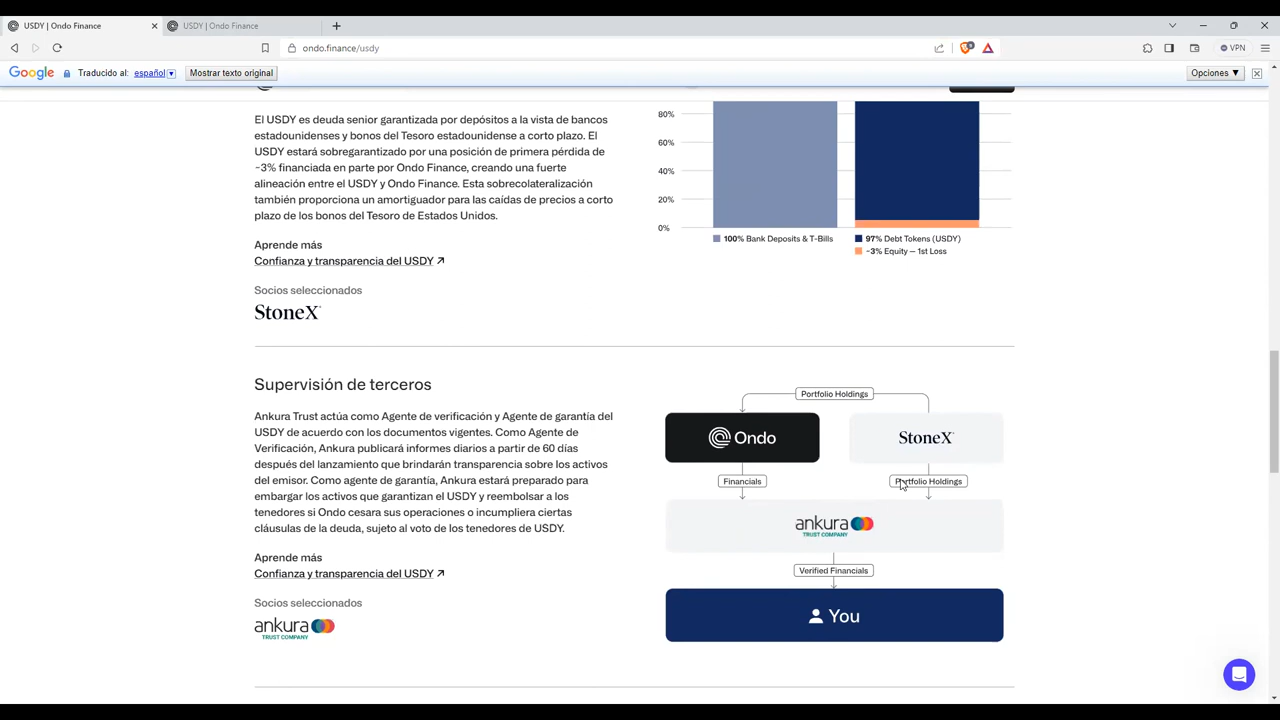 USDY | Ondo Finance
USDY | Ondo Finance
ondo.finance/usdy
VPN
Google Traducido al: español Mostrar texto original
Opciones ▼
El USDY es deuda senior garantizada por depósitos a la vista de bancos
estadounidenses y bonos del Tesoro estadounidense a corto plazo. El
USDY estará sobregarantizado por una posición de primera pérdida de
~3% financiada en parte por Ondo Finance, creando una fuerte
alineación entre el USDY y Ondo Finance. Esta sobrecolateralización
también proporciona un amortiguador para las caídas de precios a corto
plazo de los bonos del Tesoro de Estados Unidos.
Aprende más
Confianza y transparencia del USDY
Socios seleccionados
StoneX
80%
60%
40%
20%
0%
100% Bank Deposits & T-Bills
97% Debt Tokens (USDY)
~3% Equity — 1st Loss
Supervisión de terceros
Ankura Trust actúa como Agente de verificación y Agente de garantía del
USDY de acuerdo con los documentos vigentes. Como Agente de
Verificación, Ankura publicará informes diarios a partir de 60 días
después del lanzamiento que brindarán transparencia sobre los activos
del emisor. Como agente de garantía, Ankura estará preparado para
embargar los activos que garantizan el USDY y reembolsar a los
tenedores si Ondo cesara sus operaciones o incumpliera ciertas
cláusulas de la deuda, sujeto al voto de los tenedores de USDY.
Aprende más
Confianza y transparencia del USDY
Socios seleccionados
ankura
TRUST COMPANY
Portfolio Holdings
Ondo
StoneX
Financials
Portfolio Holdings
ankura
TRUST COMPANY
Verified Financials
You